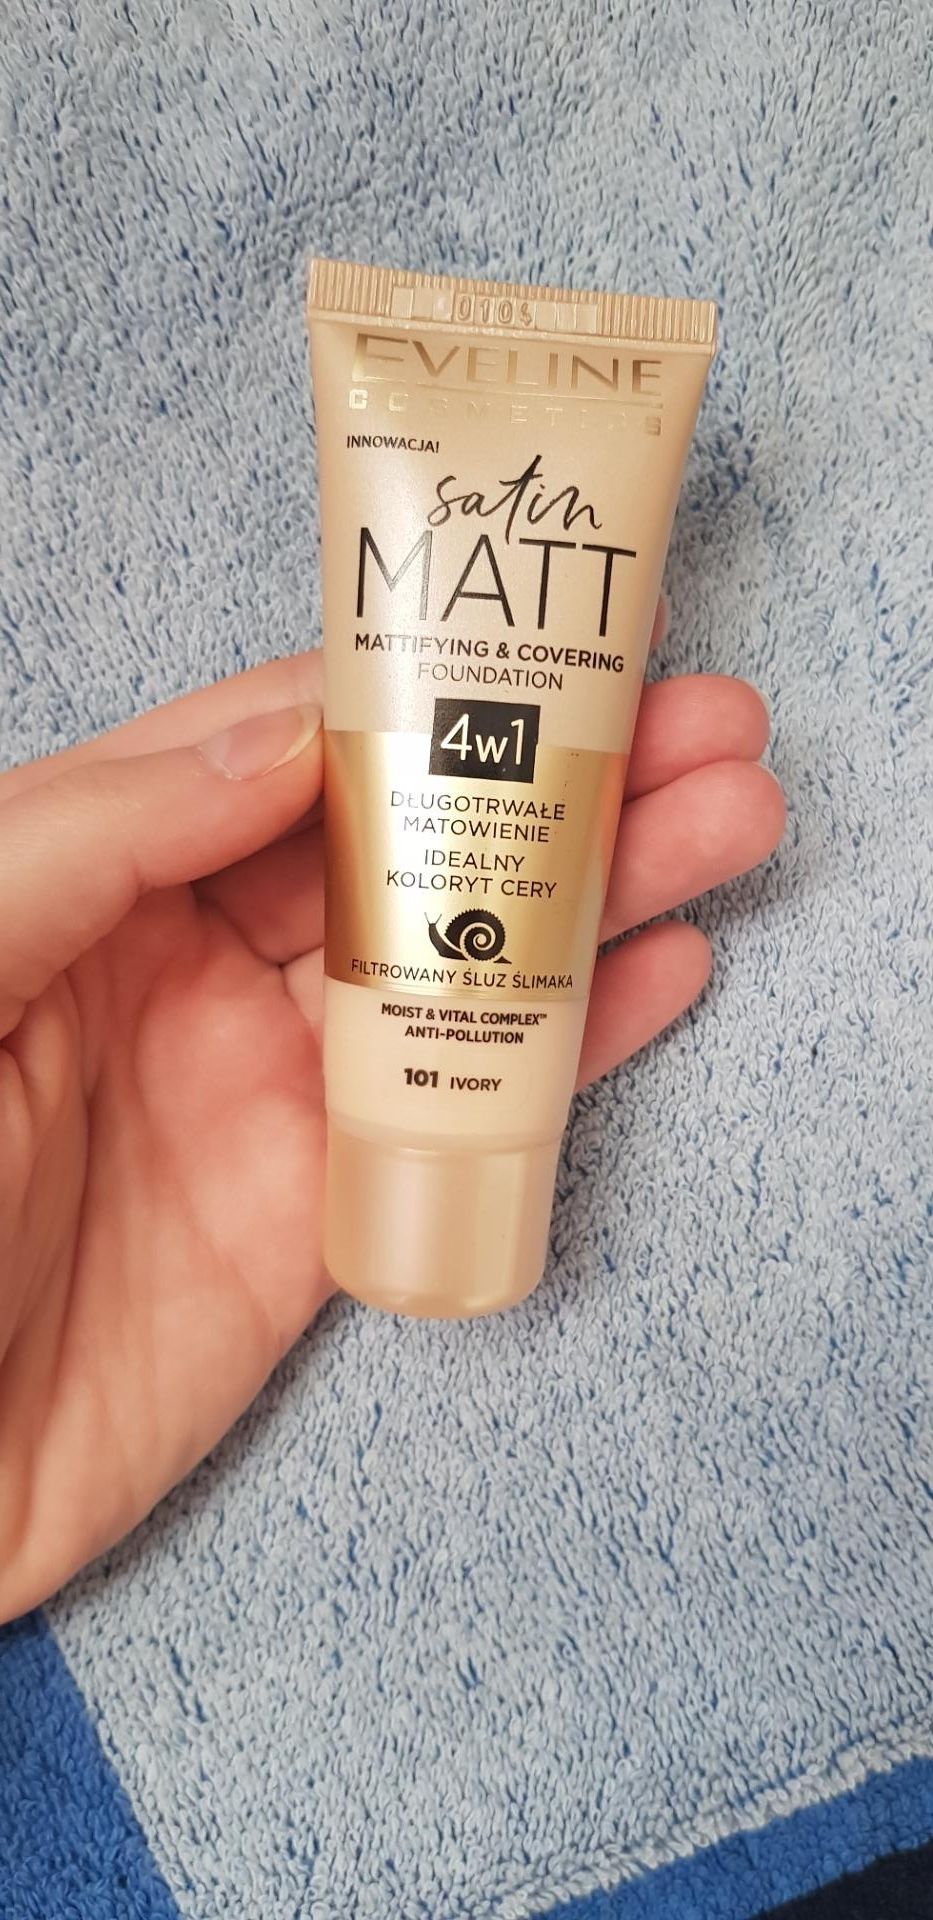 0104
EVELINE
COSMETICS
INNOWACJA!
satin
MATT
MATTIFYING & COVERING
FOUNDATION
4w1
DŁUGOTRWAŁE
MATOWIENIE
IDEALNY
KOLORYT CERY
FILTROWANY ŚLUZ ŚLIMAKA
MOIST & VITAL COMPLEX™
ANTI-POLLUTION
101 IVORY